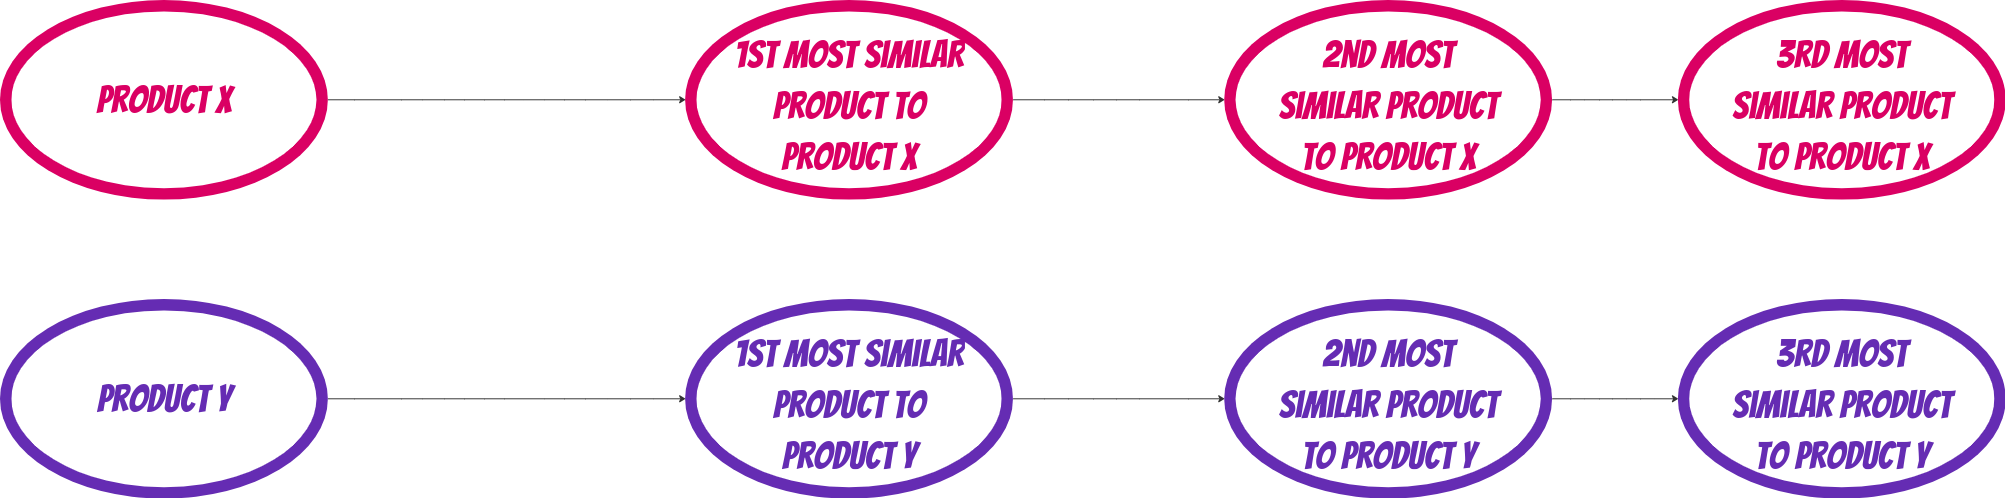 PRODUCT X
1ST MOST SIMILAR
PRODUCT TO
PRODUCT X
2ND MOST
SIMILAR PRODUCT
TO PRODUCT X
3RD MOST
SIMILAR PRODUCT
TO PRODUCT X
PRODUCT Y
1ST MOST SIMILAR
PRODUCT TO
PRODUCT Y
2ND MOST
SIMILAR PRODUCT
TO PRODUCT Y
3RD MOST
SIMILAR PRODUCT
TO PRODUCT Y